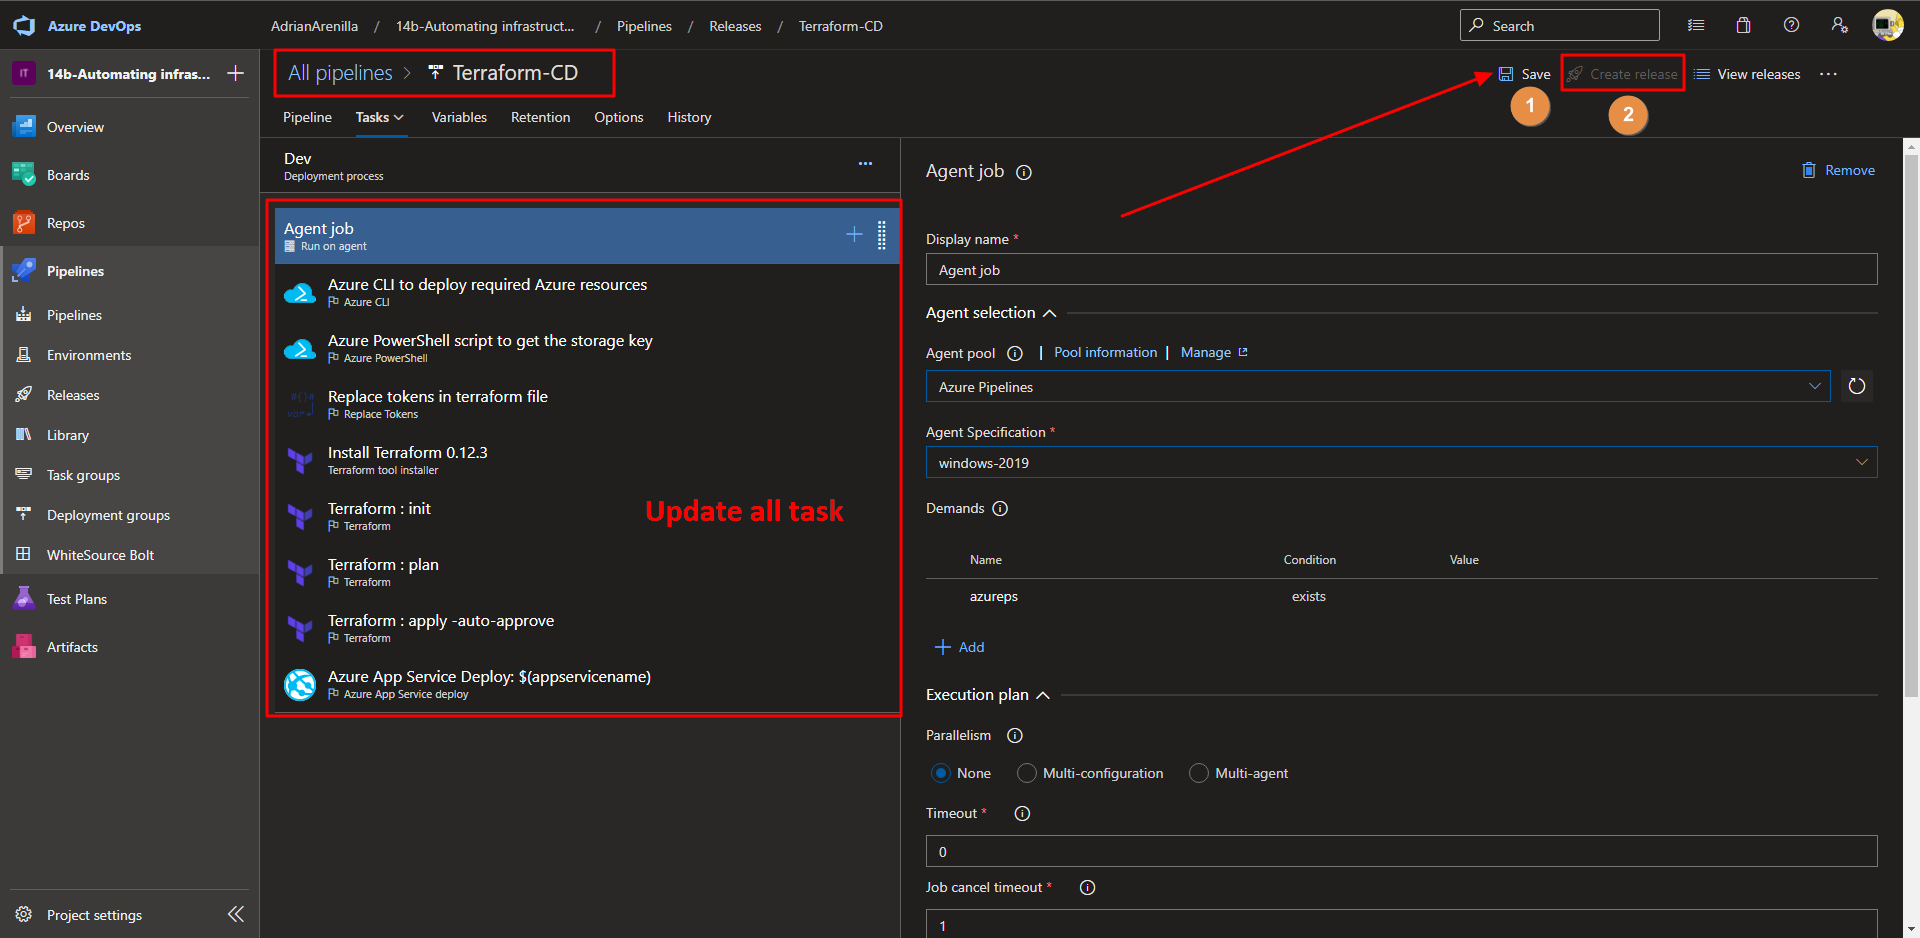 Azure DevOps
AdrianArenilla / 14b-Automating infrastruct... / Pipelines / Releases / Terraform-CD
Search
IT
14b-Automating infras...
All pipelines > Terraform-CD
Save
Create release
View releases
1
2
Pipeline
Tasks
Variables
Retention
Options
History
Overview
Boards
Repos
Pipelines
Pipelines
Environments
Releases
Library
Task groups
Deployment groups
WhiteSource Bolt
Test Plans
Artifacts
Project settings
Dev
Deployment process
Agent job
Run on agent
Azure CLI to deploy required Azure resources
Azure CLI
Azure PowerShell script to get the storage key
Azure PowerShell
Replace tokens in terraform file
Replace Tokens
Install Terraform 0.12.3
Terraform tool installer
Terraform : init
Terraform
Update all task
Terraform : plan
Terraform
Terraform : apply -auto-approve
Terraform
Azure App Service Deploy: $(appservicename)
Azure App Service deploy
Agent job
Remove
Display name *
Agent job
Agent selection
Agent pool | Pool information | Manage
Azure Pipelines
Agent Specification *
windows-2019
Demands
Name Condition Value
azureps exists
Add
Execution plan
Parallelism
None Multi-configuration Multi-agent
Timeout *
0
Job cancel timeout *
1